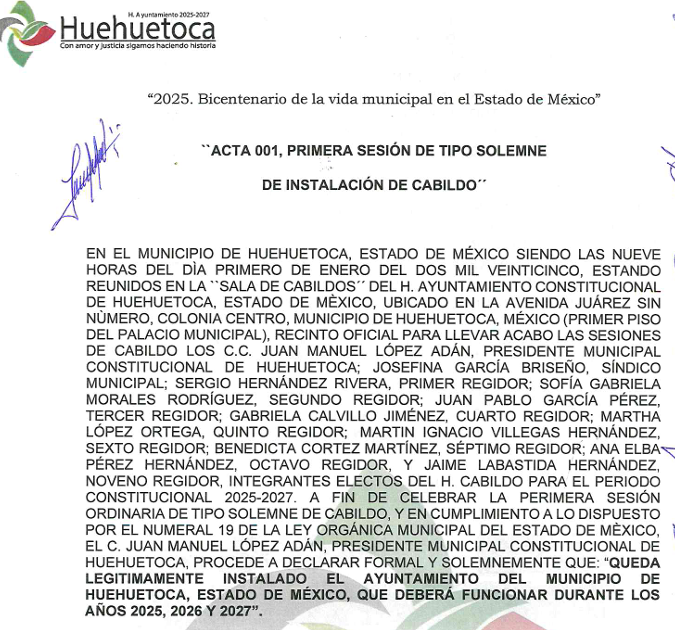 H. Ayuntamiento 2025-2027
Huehuetoca
Con amor y justicia sigamos haciendo historia
“2025. Bicentenario de la vida municipal en el Estado de México”
``ACTA 001, PRIMERA SESIÓN DE TIPO SOLEMNE
DE INSTALACIÓN DE CABILDO´´
EN EL MUNICIPIO DE HUEHUETOCA, ESTADO DE MÉXICO SIENDO LAS NUEVE
HORAS DEL DÌA PRIMERO DE ENERO DEL DOS MIL VEINTICINCO, ESTANDO
REUNIDOS EN LA ``SALA DE CABILDOS´´ DEL H. AYUNTAMIENTO CONSTITUCIONAL
DE HUEHUETOCA, ESTADO DE MÈXICO, UBICADO EN LA AVENIDA JUÁREZ SIN
NÙMERO, COLONIA CENTRO, MUNICIPIO DE HUEHUETOCA, MÉXICO (PRIMER PISO
DEL PALACIO MUNICIPAL), RECINTO OFICIAL PARA LLEVAR ACABO LAS SESIONES
DE CABILDO LOS C.C. JUAN MANUEL LÓPEZ ADÁN, PRESIDENTE MUNICIPAL
CONSTITUCIONAL DE HUEHUETOCA; JOSEFINA GARCÍA BRISEÑO, SÍNDICO
MUNICIPAL; SERGIO HERNÁNDEZ RIVERA, PRIMER REGIDOR; SOFÍA GABRIELA
MORALES RODRÍGUEZ, SEGUNDO REGIDOR; JUAN PABLO GARCÍA PÉREZ,
TERCER REGIDOR; GABRIELA CALVILLO JIMÉNEZ, CUARTO REGIDOR; MARTHA
LÓPEZ ORTEGA, QUINTO REGIDOR; MARTIN IGNACIO VILLEGAS HERNÁNDEZ,
SEXTO REGIDOR; BENEDICTA CORTEZ MARTÍNEZ, SÉPTIMO REGIDOR; ANA ELBA
PÉREZ HERNÁNDEZ, OCTAVO REGIDOR, Y JAIME LABASTIDA HERNÁNDEZ,
NOVENO REGIDOR, INTEGRANTES ELECTOS DEL H. CABILDO PARA EL PERIODO
CONSTITUCIONAL 2025-2027. A FIN DE CELEBRAR LA PERIMERA SESIÓN
ORDINARIA DE TIPO SOLEMNE DE CABILDO, Y EN CUMPLIMIENTO A LO DISPUESTO
POR EL NUMERAL 19 DE LA LEY ORGÁNICA MUNICIPAL DEL ESTADO DE MÈXICO,
EL C. JUAN MANUEL LÓPEZ ADÁN, PRESIDENTE MUNICIPAL CONSTITUCIONAL DE
HUEHUETOCA, PROCEDE A DECLARAR FORMAL Y SOLEMNEMENTE QUE: “QUEDA
LEGITIMAMENTE INSTALADO EL AYUNTAMIENTO DEL MUNICIPIO DE
HUEHUETOCA, ESTADO DE MÉXICO, QUE DEBERÁ FUNCIONAR DURANTE LOS
AÑOS 2025, 2026 Y 2027”.